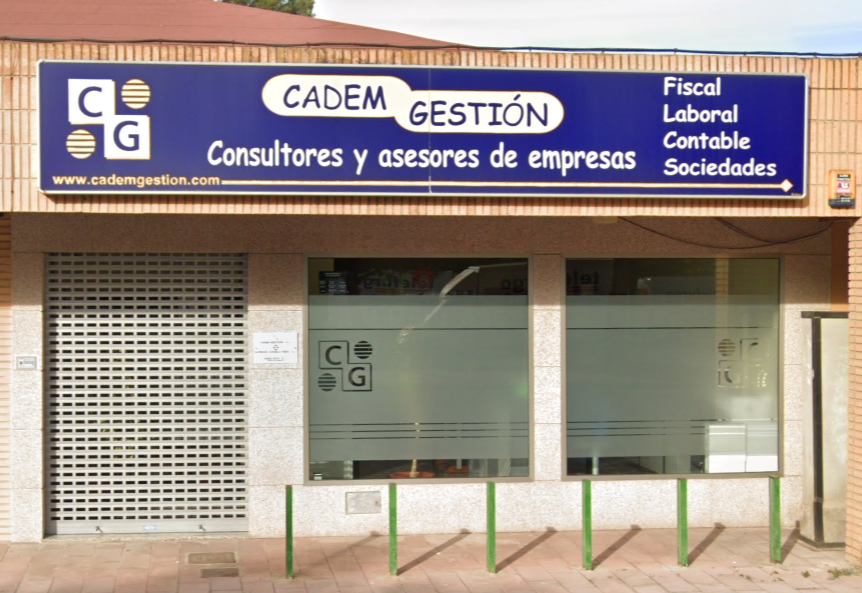 C G
CADEM GESTIÓN
Consultores y asesores de empresas
www.cademgestion.com
Fiscal
Laboral
Contable
Sociedades
C
G